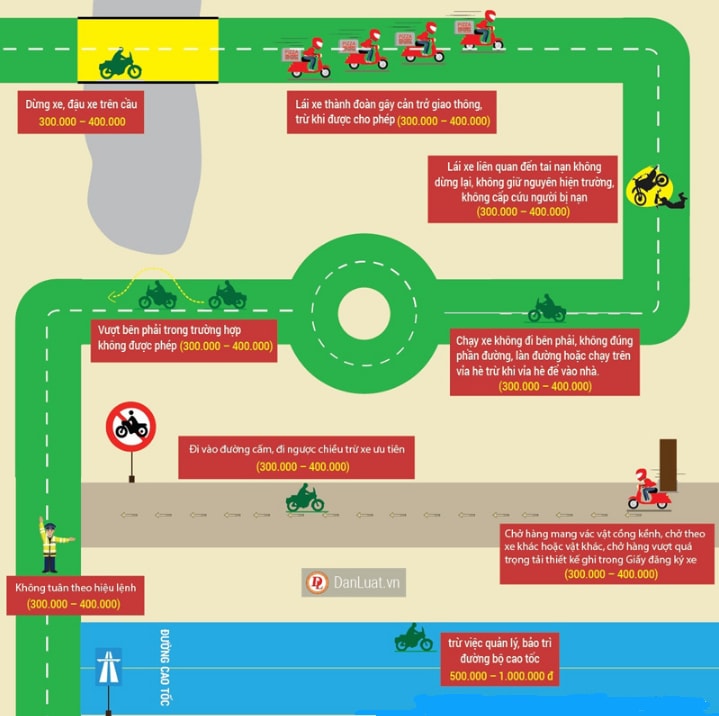 PIZZA
PIZZA
PIZZA
PIZZA
Dừng xe, đậu xe trên cầu
300.000 – 400.000
Lái xe thành đoàn gây cản trở giao thông,
trừ khi được cho phép (300.000 – 400.000)
Lái xe liên quan đến tai nạn không
dừng lại, không giữ nguyên hiện trường,
không cấp cứu người bị nạn
(300.000 – 400.000)
Vượt bên phải trong trường hợp
không được phép (300.000 – 400.000)
Chạy xe không đi bên phải, không đúng
phần đường, làn đường hoặc chạy trên
vỉa hè trừ khi vỉa hè để vào nhà.
(300.000 – 400.000)
Đi vào đường cấm, đi ngược chiều trừ xe ưu tiên
(300.000 – 400.000)
Chở hàng mang vác vật cồng kềnh, chở theo
xe khác hoặc vật khác, chở hàng vượt quá
trọng tải thiết kế ghi trong Giấy đăng ký xe
(300.000 – 400.000)
Không tuân theo hiệu lệnh
(300.000 – 400.000)
DL DanLuat.vn
ĐƯỜNG CAO TỐC
trừ việc quản lý, bảo trì
đường bộ cao tốc
500.000 – 1.000.000 đ